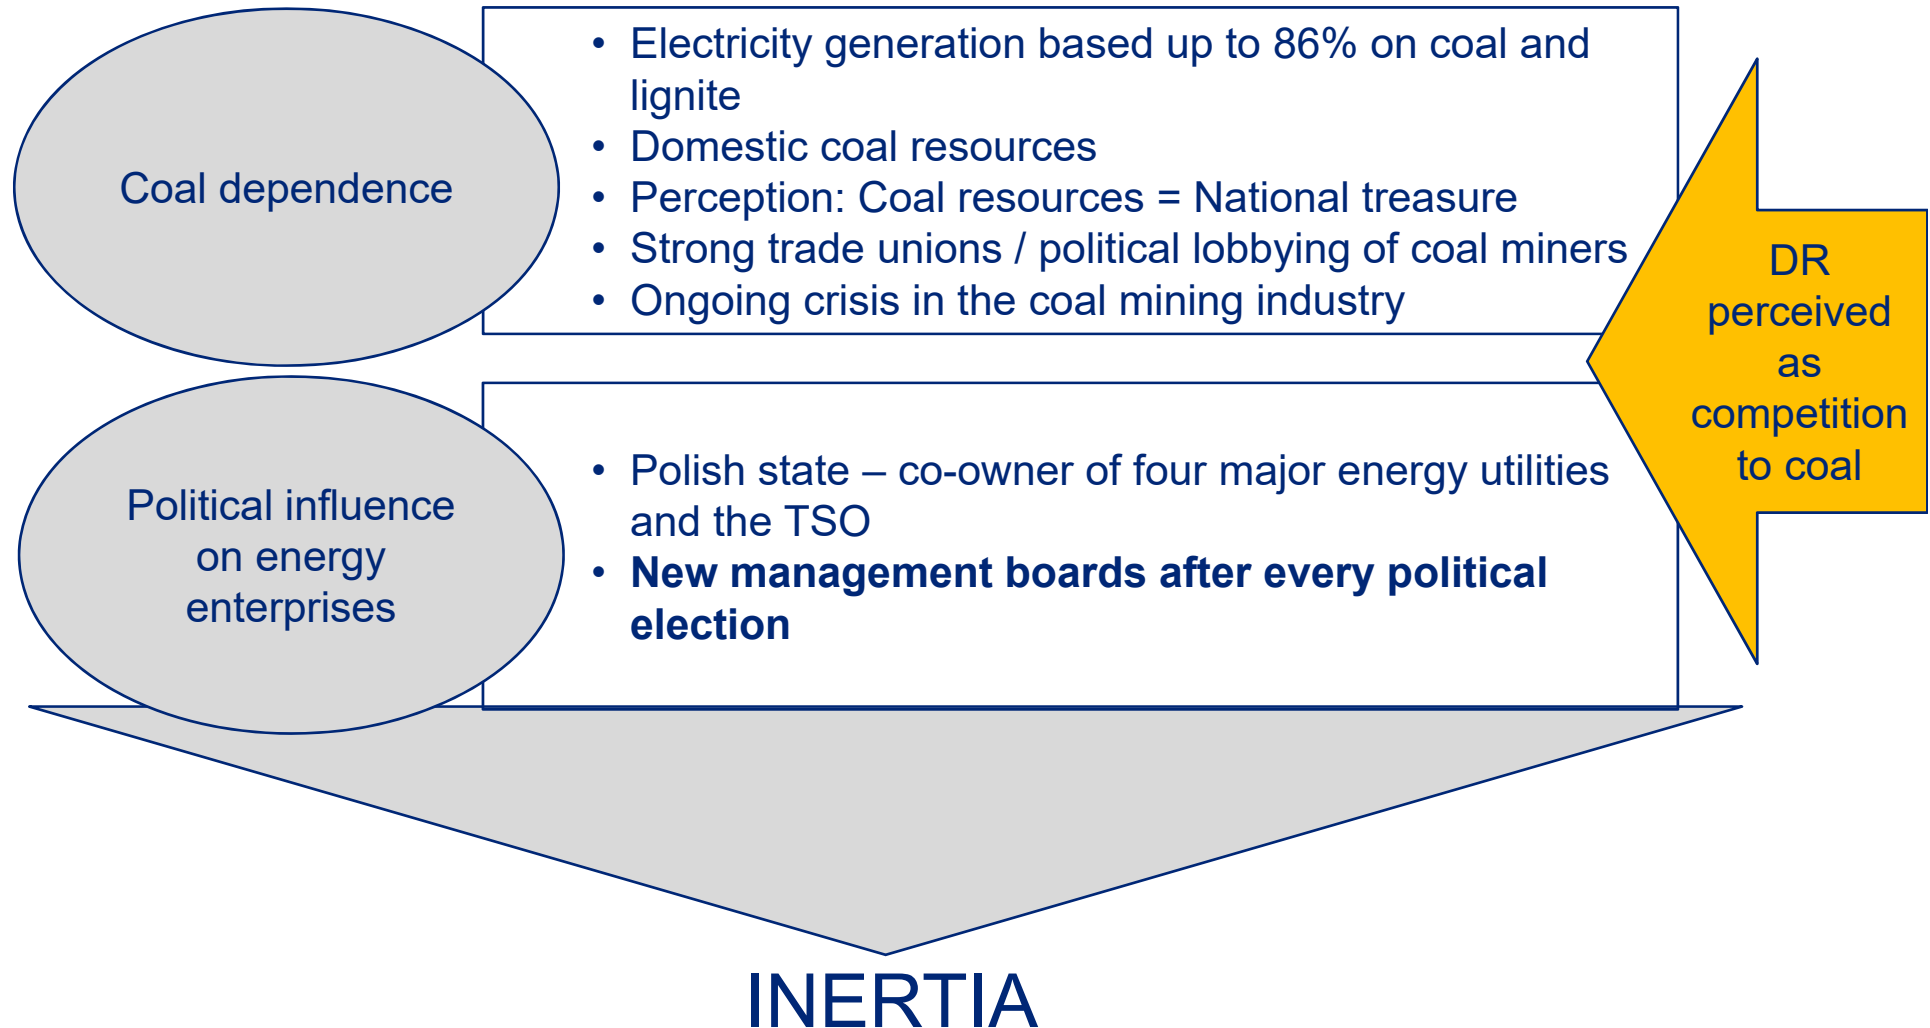 Coal dependence
• Electricity generation based up to 86% on coal and
lignite
• Domestic coal resources
• Perception: Coal resources = National treasure
• Strong trade unions / political lobbying of coal miners
• Ongoing crisis in the coal mining industry
DR
perceived
as
competition
to coal
Political influence
on energy
enterprises
• Polish state – co-owner of four major energy utilities
and the TSO
• New management boards after every political
election
INERTIA